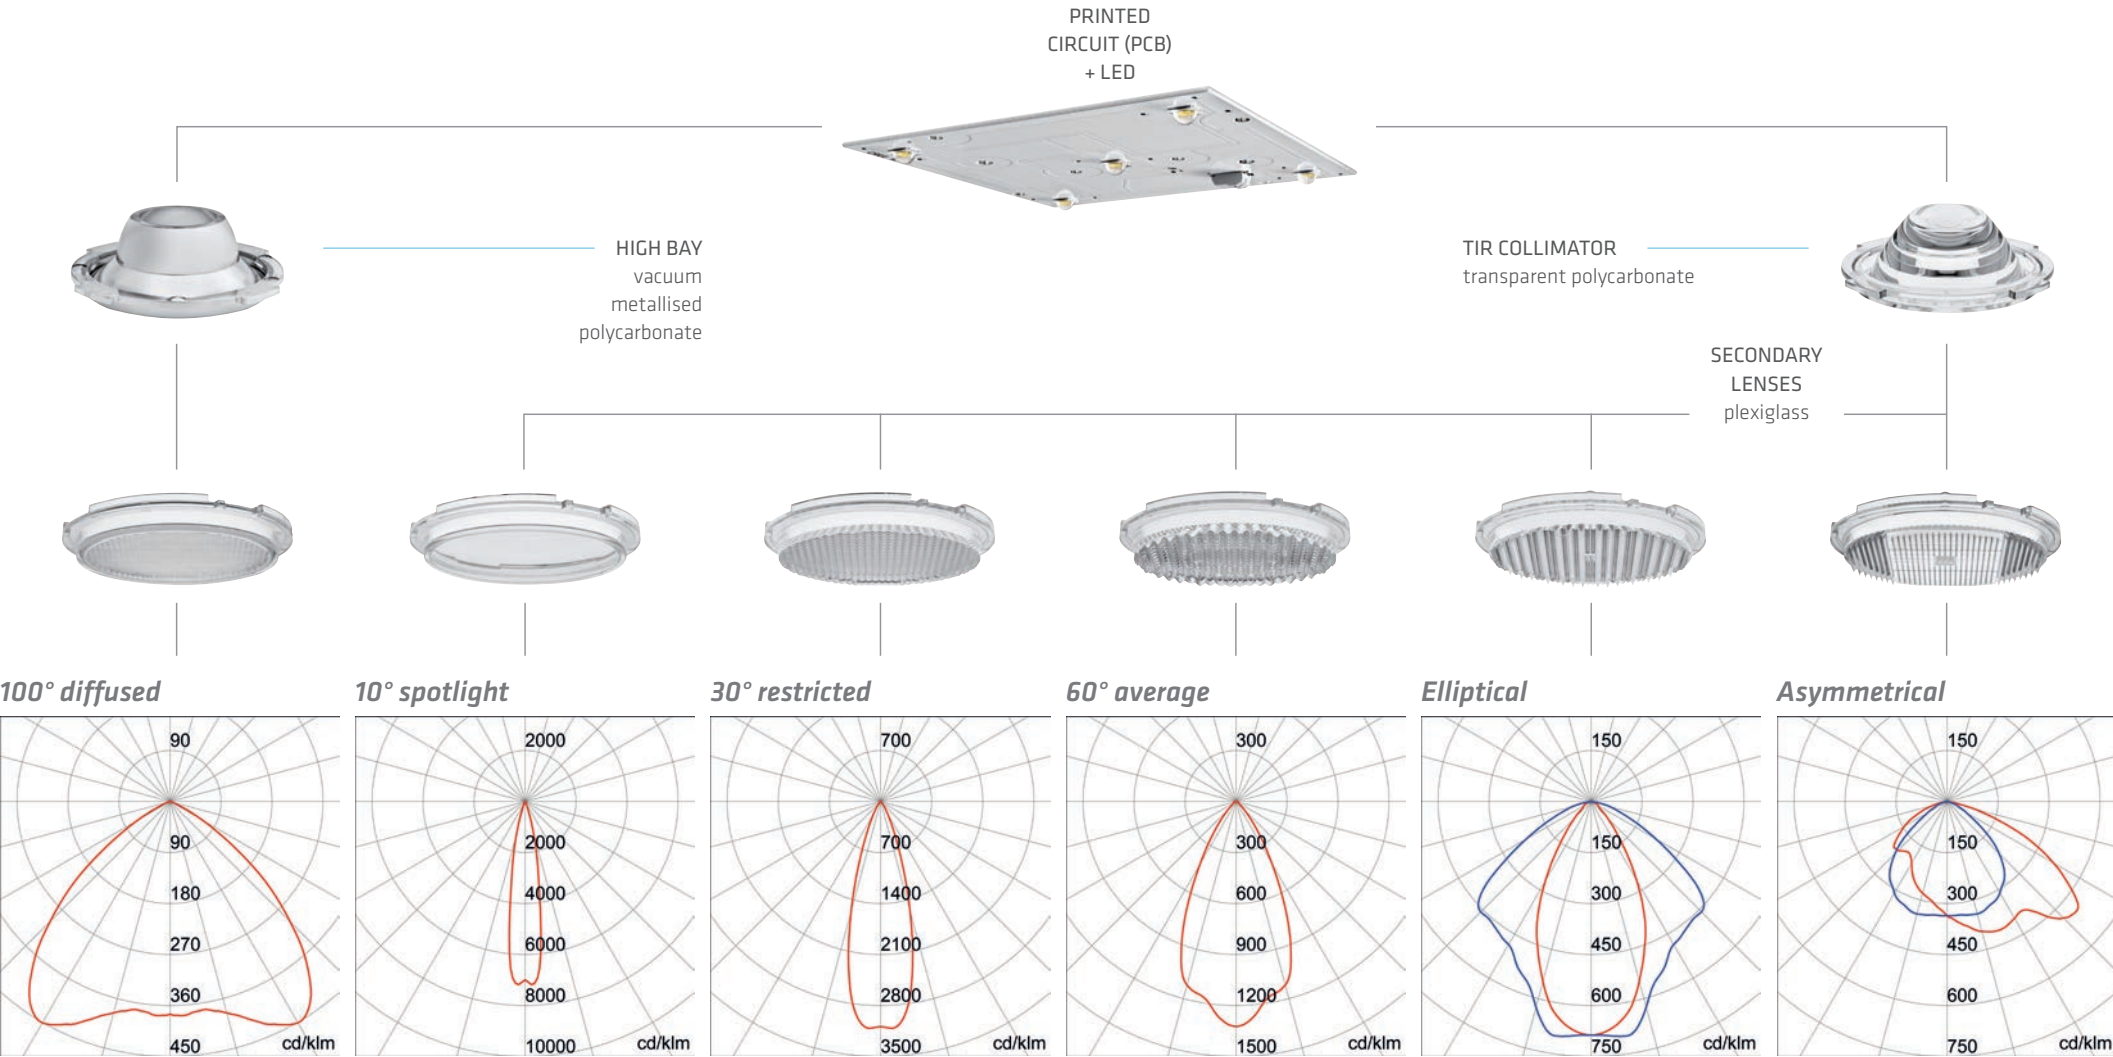 PRINTED
CIRCUIT (PCB)
+ LED
HIGH BAY
vacuum
metallised
polycarbonate
TIR COLLIMATOR
transparent polycarbonate
SECONDARY
LENSES
plexiglass
100° diffused
10° spotlight
30° restricted
60° average
Elliptical
Asymmetrical
90
90
180
270
360
450
cd/klm
2000
2000
4000
6000
8000
10000
cd/klm
700
700
1400
2100
2800
3500
cd/klm
300
300
600
900
1200
1500
cd/klm
150
150
300
450
600
750
cd/klm
150
150
300
450
600
750
cd/klm